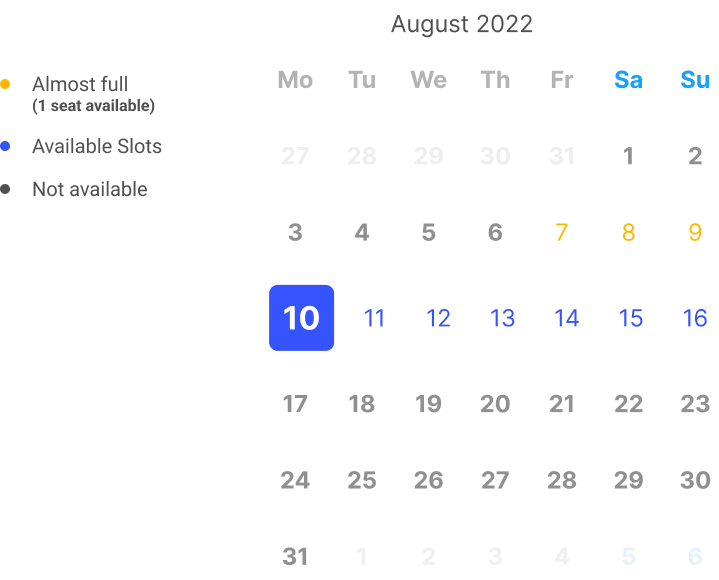 August 2022
Almost full
(1 seat available)
Available Slots
Not available
Mo Tu We Th Fr Sa Su
27 28 29 30 31 1 2
3 4 5 6 7 8 9
10 11 12 13 14 15 16
17 18 19 20 21 22 23
24 25 26 27 28 29 30
31 1 2 3 4 5 6